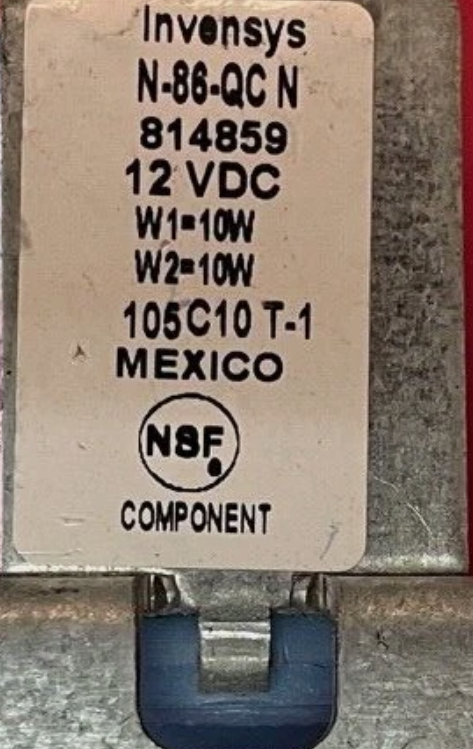 Invensys
N-86-QC N
814859
12 VDC
W1=10W
W2=10W
105C10 T-1
MEXICO
NSF®
COMPONENT